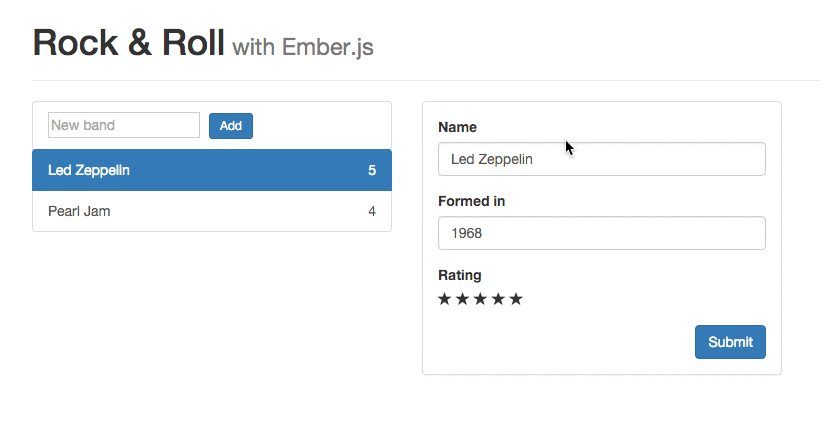 Rock & Roll with Ember.js
New band
Add
Led Zeppelin 5
Pearl Jam 4
Name
Led Zeppelin
Formed in
1968
Rating
★★★★★
Submit